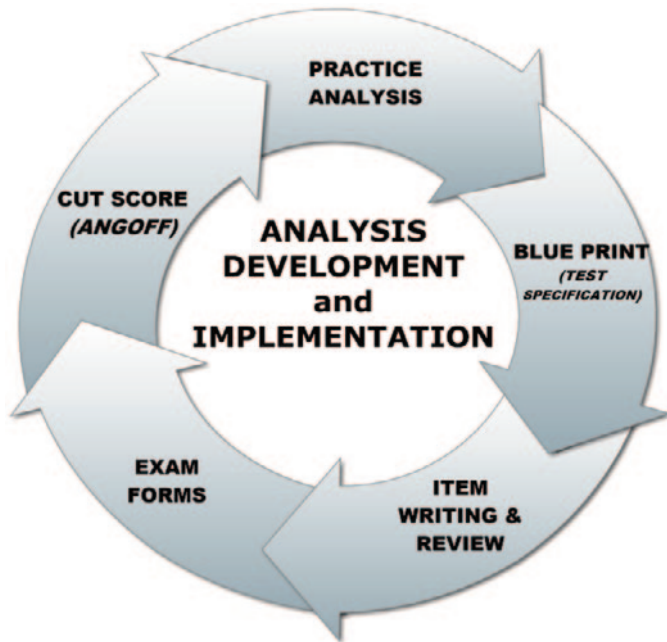 PRACTICE
ANALYSIS
BLUE PRINT
(TEST
SPECIFICATION)
ITEM
WRITING &
REVIEW
EXAM
FORMS
CUT SCORE
(ANGOFF)
ANALYSIS
DEVELOPMENT
and
IMPLEMENTATION